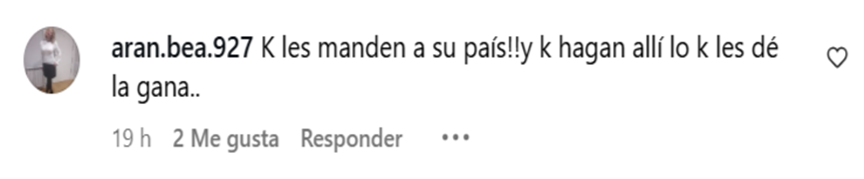 aran.bea.927 K les manden a su país!!y k hagan allí lo k les dé
la gana..
19 h 2 Me gusta Responder